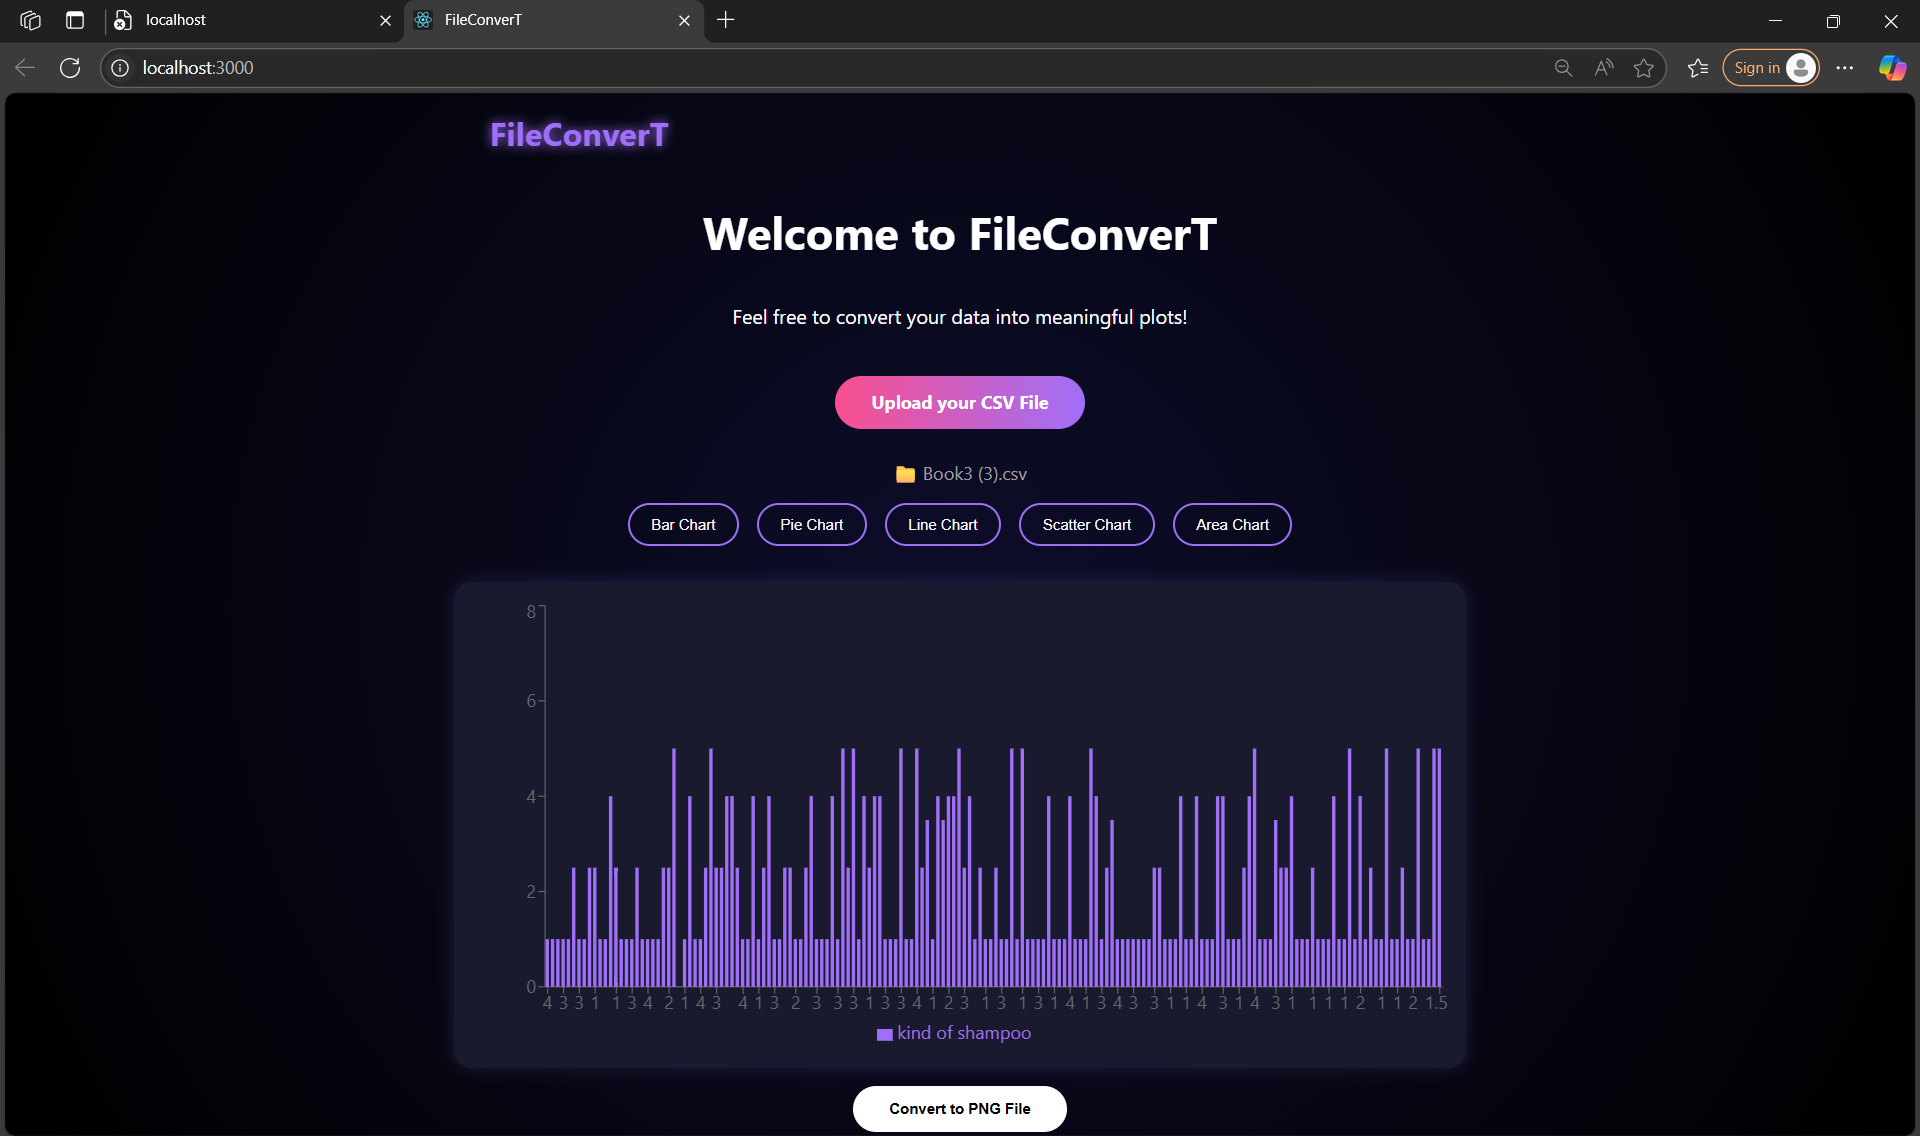 localhost
FileConverT
localhost:3000
Sign in
FileConverT
Welcome to FileConverT
Feel free to convert your data into meaningful plots!
Upload your CSV File
Book3 (3).csv
Bar Chart
Pie Chart
Line Chart
Scatter Chart
Area Chart
8
6
4
2
0
4 3 3 1 1 3 4 2 1 4 3 4 1 3 2 3 3 3 1 3 3 4 1 2 3 1 3 1 3 1 4 1 3 4 3 3 1 1 4 3 1 4 3 1 1 1 1 2 1 1 2 1.5
kind of shampoo
Convert to PNG File